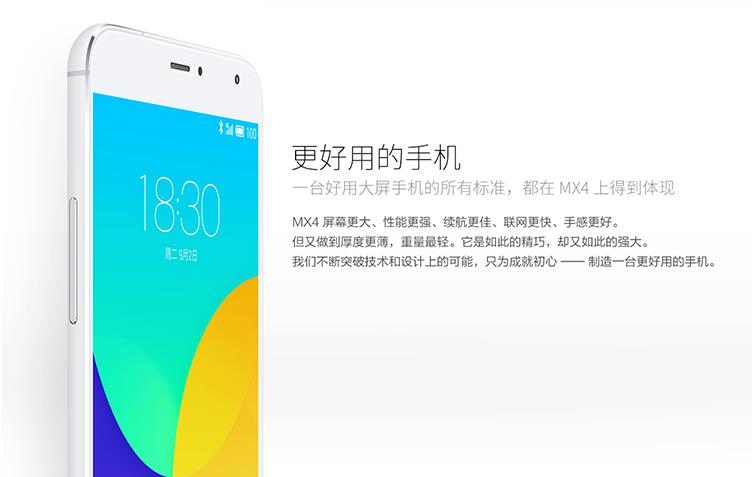 100
18:30
周二 9月2日
更好用的手机
一台好用大屏手机的所有标准，都在 MX4 上得到体现
MX4 屏幕更大、性能更强、续航更佳、联网更快、手感更好。
但又做到厚度更薄，重量最轻。它是如此的精巧，却又如此的强大。
我们不断突破技术和设计上的可能，只为成就初心 —— 制造一台更好用的手机。